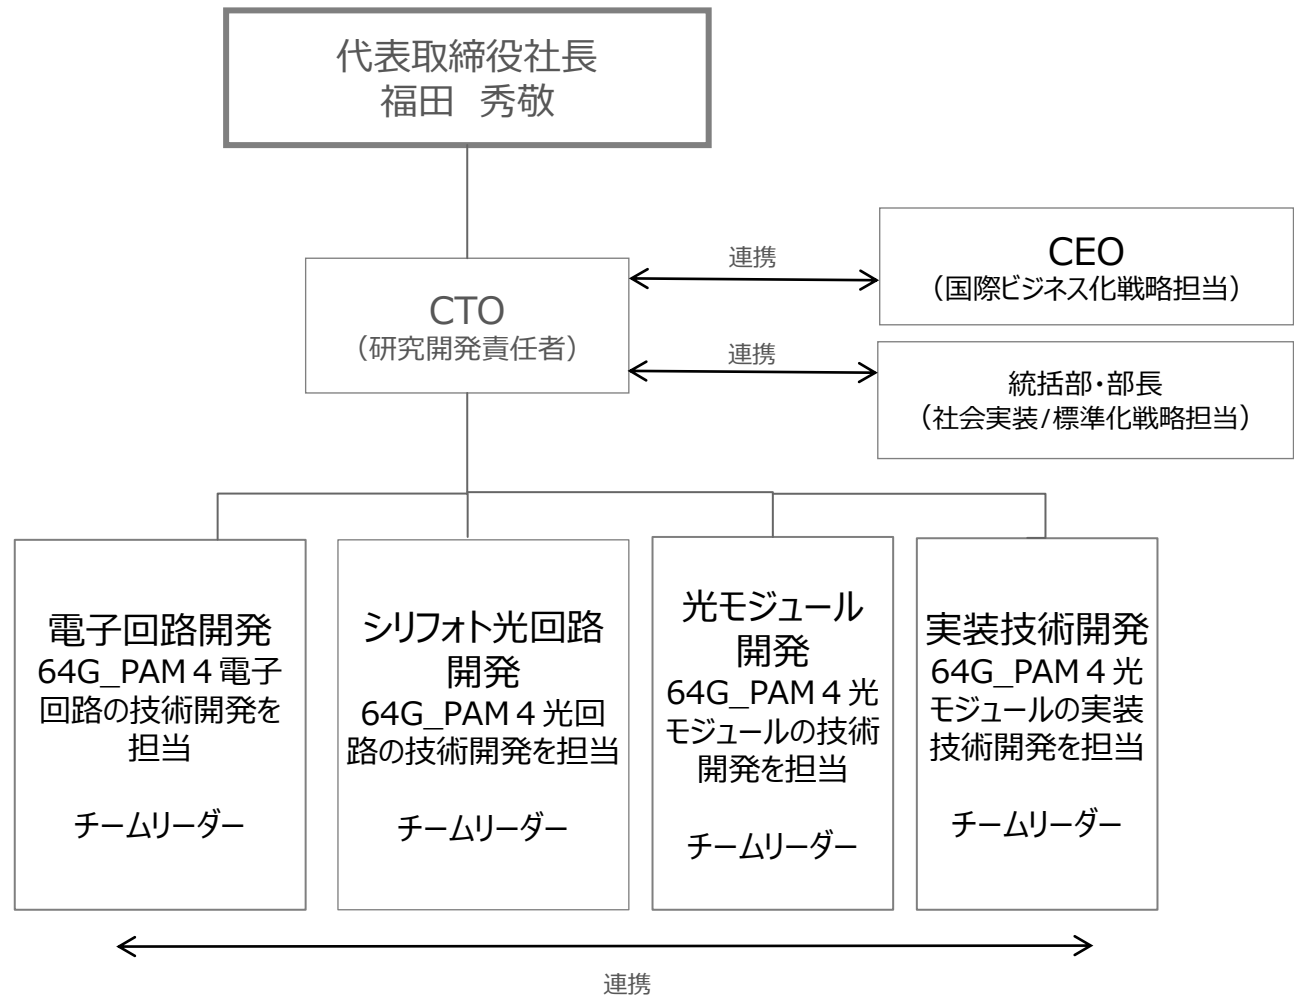 代表取締役社長
福田　秀敬
連携
CEO
（国際ビジネス化戦略担当）
CTO
（研究開発責任者）
連携
統括部・部長
（社会実装/標準化戦略担当）
電子回路開発
64G_PAM４電子
回路の技術開発を
担当
チームリーダー
シリフォト光回路
開発
64G_PAM４光回
路の技術開発を担当
チームリーダー
光モジュール
開発
64G_PAM４光
モジュールの技術
開発を担当
チームリーダー
実装技術開発
64G_PAM４光
モジュールの実装
技術開発を担当
チームリーダー
連携